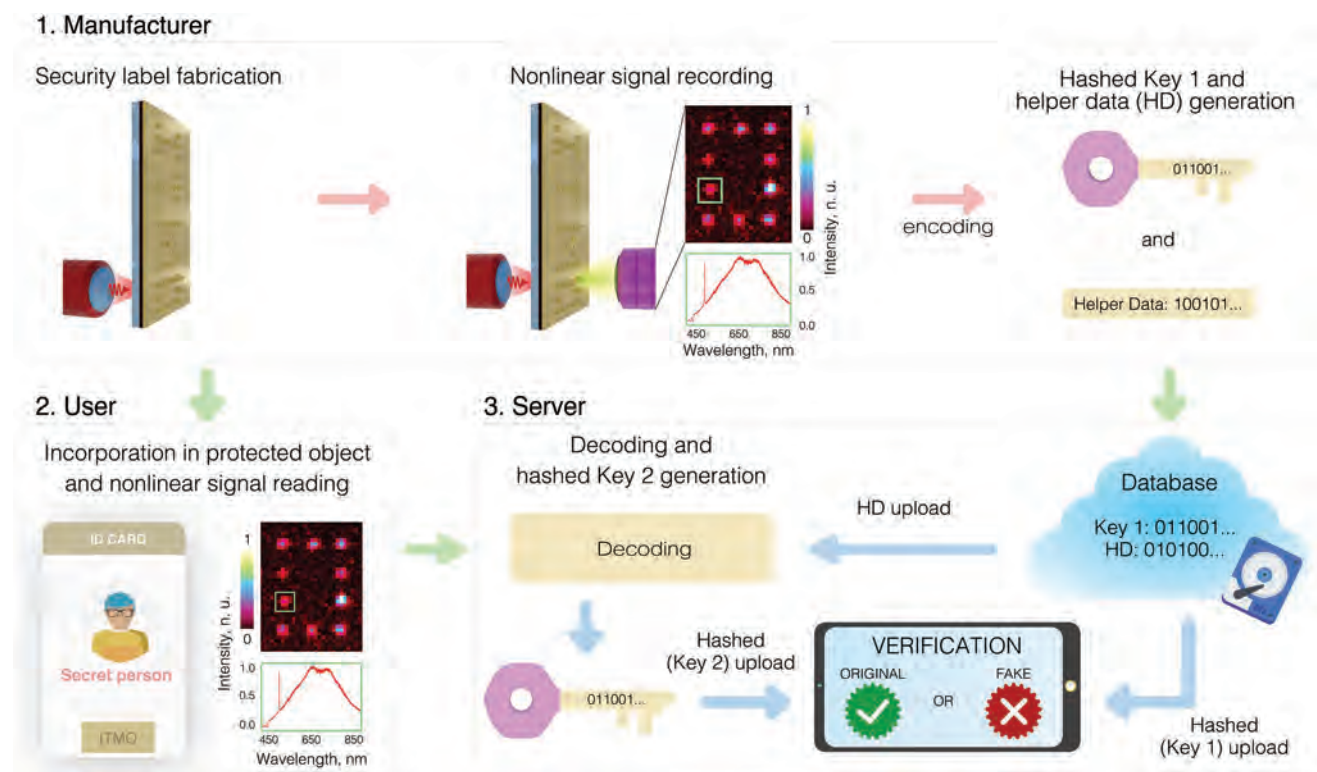 1. Manufacturer
Security label fabrication
Nonlinear signal recording
1
0
Intensity, n. u.
1.0
0.5
0.0
450 650 850
Wavelength, nm
encoding
Hashed Key 1 and
helper data (HD) generation
011001...
and
Helper Data: 100101...
2. User
Incorporation in protected object
and nonlinear signal reading
ID CARD
Secret person
ITMO
1
0
Intensity, n. u.
1.0
0.5
0.0
450 650 850
Wavelength, nm
3. Server
Decoding and
hashed Key 2 generation
Decoding
HD upload
Database
Key 1: 011001...
HD: 010100...
011001...
Hashed
(Key 2) upload
VERIFICATION
ORIGINAL
OR
FAKE
Hashed
(Key 1) upload